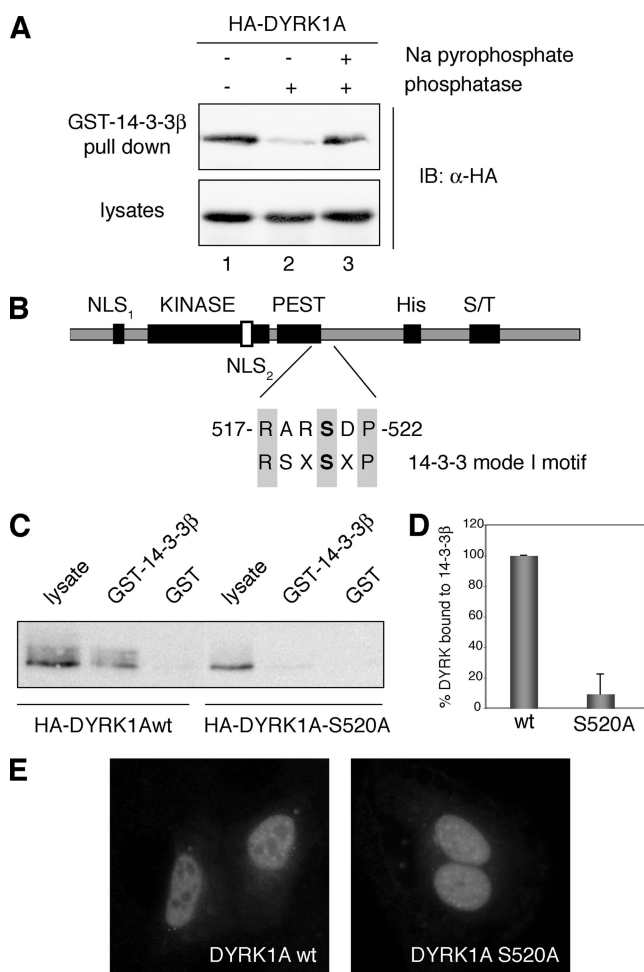 A
HA-DYRK1A
- - + Na pyrophosphate
- + + phosphatase
GST-14-3-3β
pull down
IB: α-HA
lysates
1 2 3
B
NLS1 KINASE PEST His S/T
NLS2
517- R A R S D P -522
R S X S X P 14-3-3 mode I motif
C
lysate GST-14-3-3β GST lysate GST-14-3-3β GST
HA-DYRK1Awt HA-DYRK1A-S520A
D
% DYRK bound to 14-3-3β
120
100
80
60
40
20
0
wt S520A
E
DYRK1A wt DYRK1A S520A